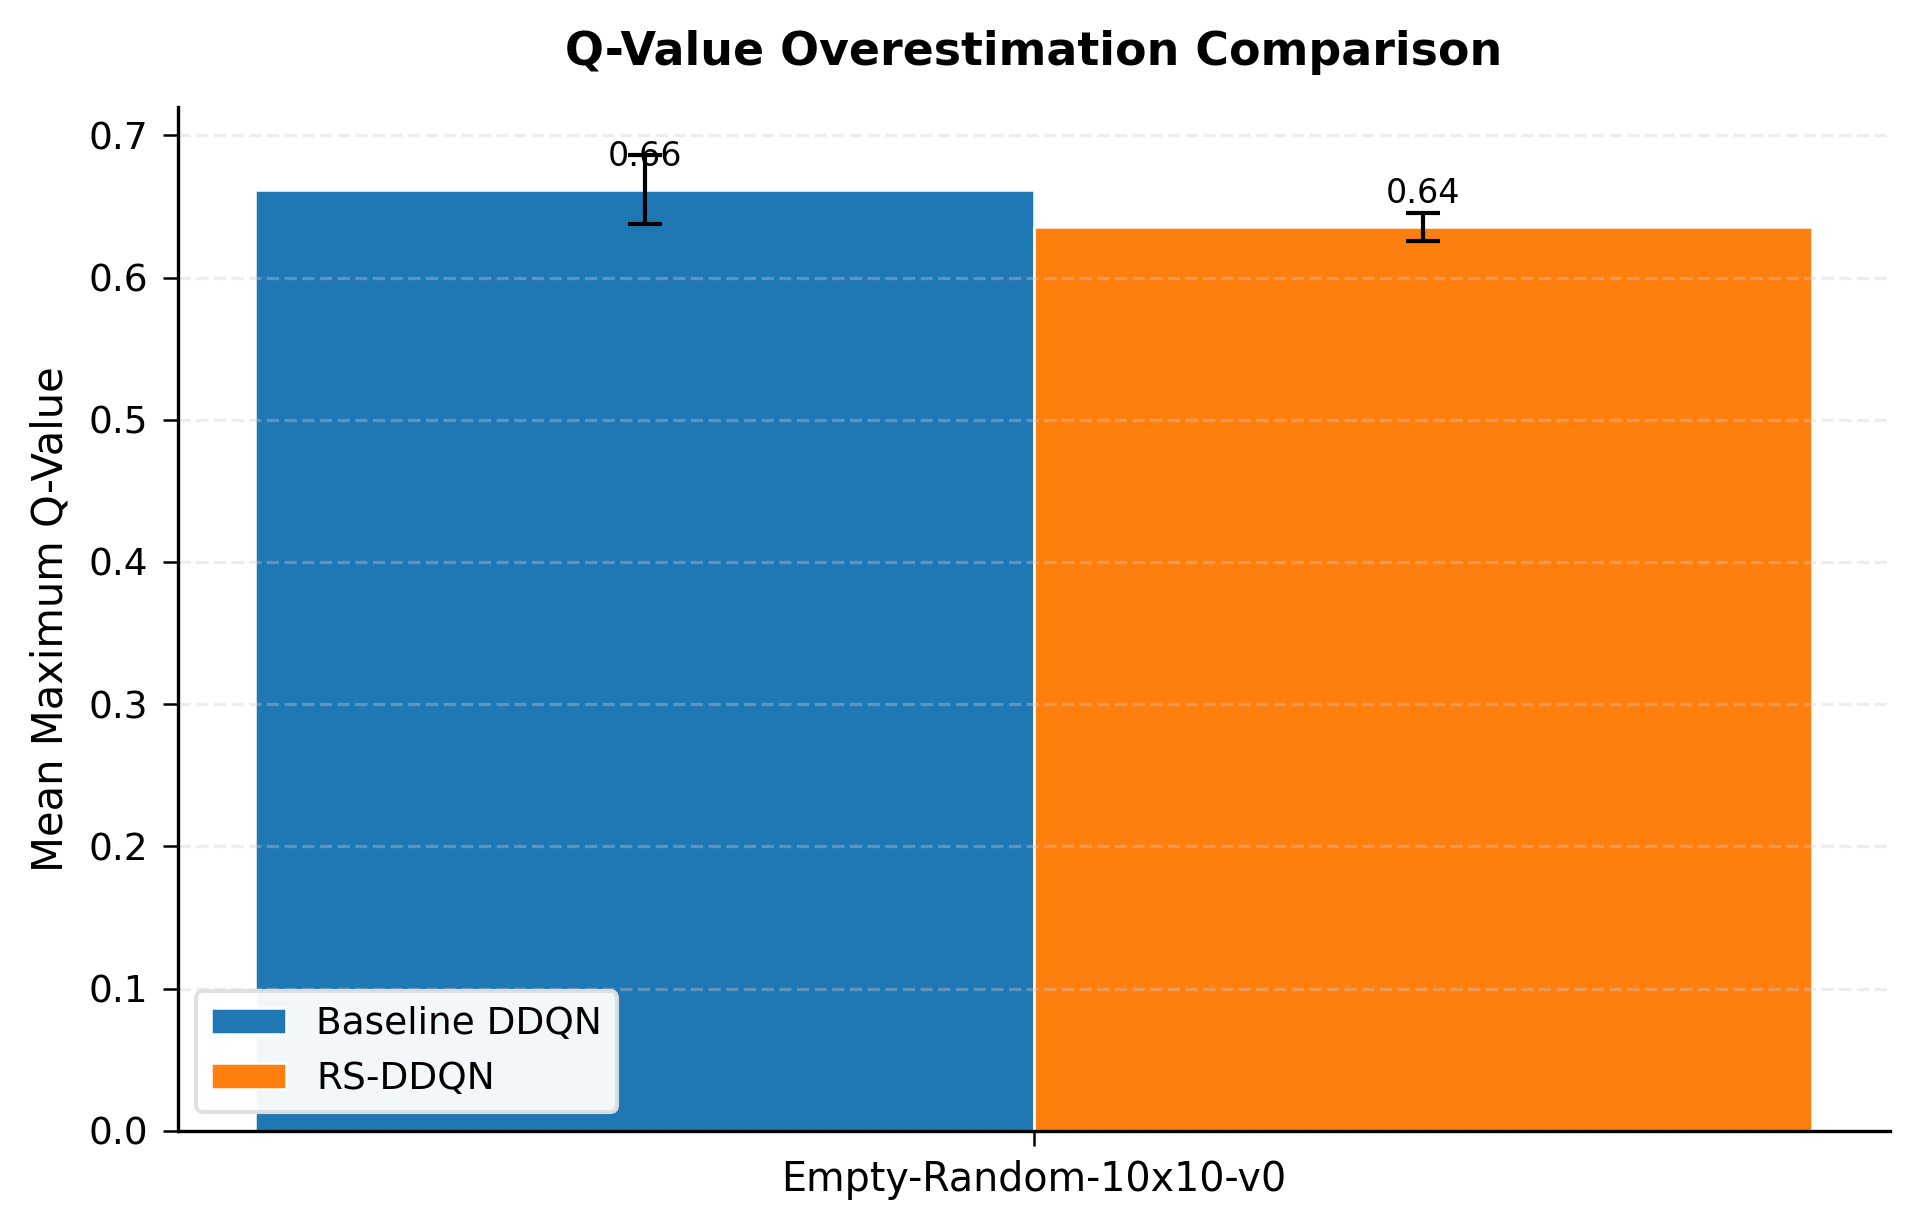 Q-Value Overestimation Comparison
Mean Maximum Q-Value
0.7
0.6
0.5
0.4
0.3
0.2
0.1
0.0
0.66
0.64
Baseline DDQN
RS-DDQN
Empty-Random-10x10-v0